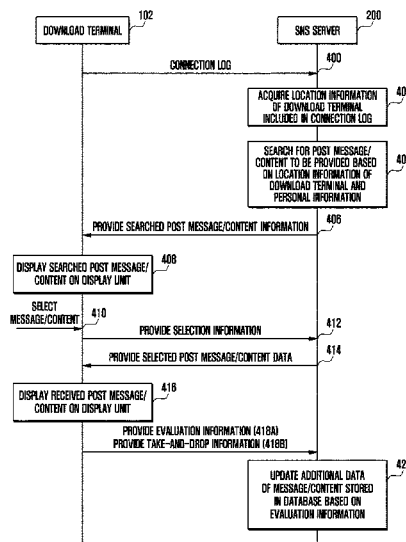 102
200
DOWNLOAD TERMINAL
SNS SERVER
CONNECTION LOG
400
40
ACQUIRE LOCATION INFORMATION
OF DOWNLOAD TERMINAL
INCLUDED IN CONNECTION LOG
40
SEARCH FOR POST MESSAGE/
CONTENT TO BE PROVIDED BASED
ON LOCATION INFORMATION OF
DOWNLOAD TERMINAL AND
PERSONAL INFORMATION
406
PROVIDE SEARCHED POST MESSAGE/CONTENT INFORMATION
408
DISPLAY SEARCHED POST MESSAGE/
CONTENT ON DISPLAY UNIT
SELECT
MESSAGE/CONTENT
410
PROVIDE SELECTION INFORMATION
412
PROVIDE SELECTED POST MESSAGE/CONTENT DATA
414
416
DISPLAY RECEIVED POST MESSAGE/
CONTENT ON DISPLAY UNIT
PROVIDE EVALUATION INFORMATION (418A)
PROVIDE TAKE-AND-DROP INFORMATION (418B)
42
UPDATE ADDITIONAL DATA
OF MESSAGE/CONTENT STORED
IN DATABASE BASED ON
EVALUATION INFORMATION